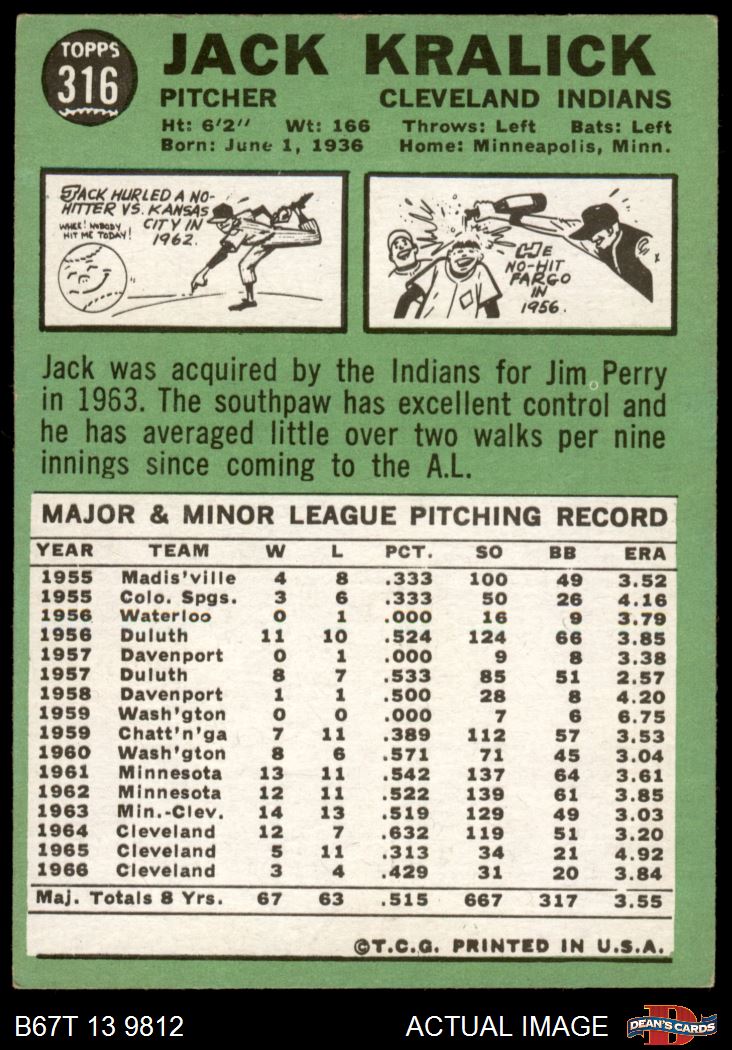 TOPPS
316
JACK KRALICK
PITCHER CLEVELAND INDIANS
Ht: 6'2" Wt: 166 Throws: Left Bats: Left
Born: June 1, 1936 Home: Minneapolis, Minn.
JACK HURLED A NO-
HITTER VS. KANSAS
CITY IN
1962.
WHEE! NOBODY
HIT ME TODAY!
HE
NO-HIT
FARGO
IN
1956.
Jack was acquired by the Indians for Jim Perry
in 1963. The southpaw has excellent control and
he has averaged little over two walks per nine
innings since coming to the A.L.
MAJOR & MINOR LEAGUE PITCHING RECORD
YEAR TEAM W L PCT. SO BB ERA
1955 Madis'ville 4 8 .333 100 49 3.52
1955 Colo. Spgs. 3 6 .333 50 26 4.16
1956 Waterloo 0 1 .000 16 9 3.79
1956 Duluth 11 10 .524 124 66 3.85
1957 Davenport 0 1 .000 9 8 3.38
1957 Duluth 8 7 .533 85 51 2.57
1958 Davenport 1 1 .500 28 8 4.20
1959 Wash'gton 0 0 .000 7 6 6.75
1959 Chatt'n'ga 7 11 .389 112 57 3.53
1960 Wash'gton 8 6 .571 71 45 3.04
1961 Minnesota 13 11 .542 137 64 3.61
1962 Minnesota 12 11 .522 139 61 3.85
1963 Min.-Clev. 14 13 .519 129 49 3.03
1964 Cleveland 12 7 .632 119 51 3.20
1965 Cleveland 5 11 .313 34 21 4.92
1966 Cleveland 3 4 .429 31 20 3.84
Maj. Totals 8 Yrs. 67 63 .515 667 317 3.55
©T.C.G. PRINTED IN U.S.A.
B67T 13 9812 ACTUAL IMAGE
D
DEAN'S CARDS